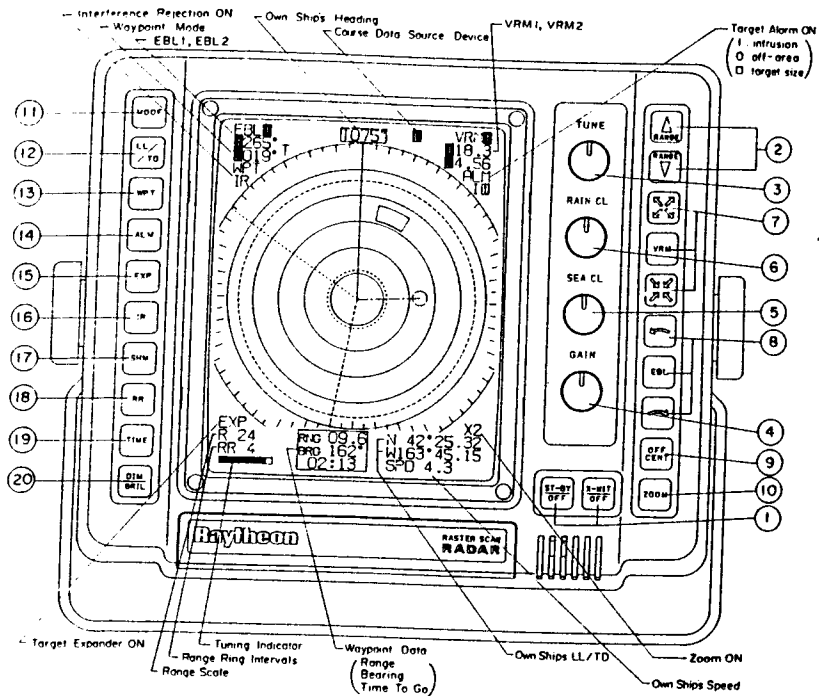 Interference Rejection ON
Waypoint Mode
EBL1, EBL2
Own Ship's Heading
Course Data Source Device
VRM1, VRM2
Target Alarm ON
I intrusion
O off-area
target size
11 MODE
12 LL/TD
13 WPT
14 ALM
15 EXP
16 IR
17 SHM
18 RR
19 TIME
20 DIM BRIL
EBL
265°
019° T
WPT
IR
075°
VRM
18.3
4.56
ALM
EXP
R 24
RR 4
RNG 09.6
BRG 162°
02:13
X2
N 42°25.32
W163°45.15
SPD 4.3
TUNE
RAIN CL
SEA CL
GAIN
RANGE
RANGE
VRM
EBL
OFF CENT
ZOOM
2
3
7
6
5
8
4
9
10
1
ST-BY OFF
X-MIT OFF
Raytheon
RASTER SCAN
RADAR
Target Expander ON
Tuning Indicator
Range Ring Intervals
Range Scale
Waypoint Data
Range
Bearing
Time To Go
Own Ships LL/TD
Zoom ON
Own Ship's Speed